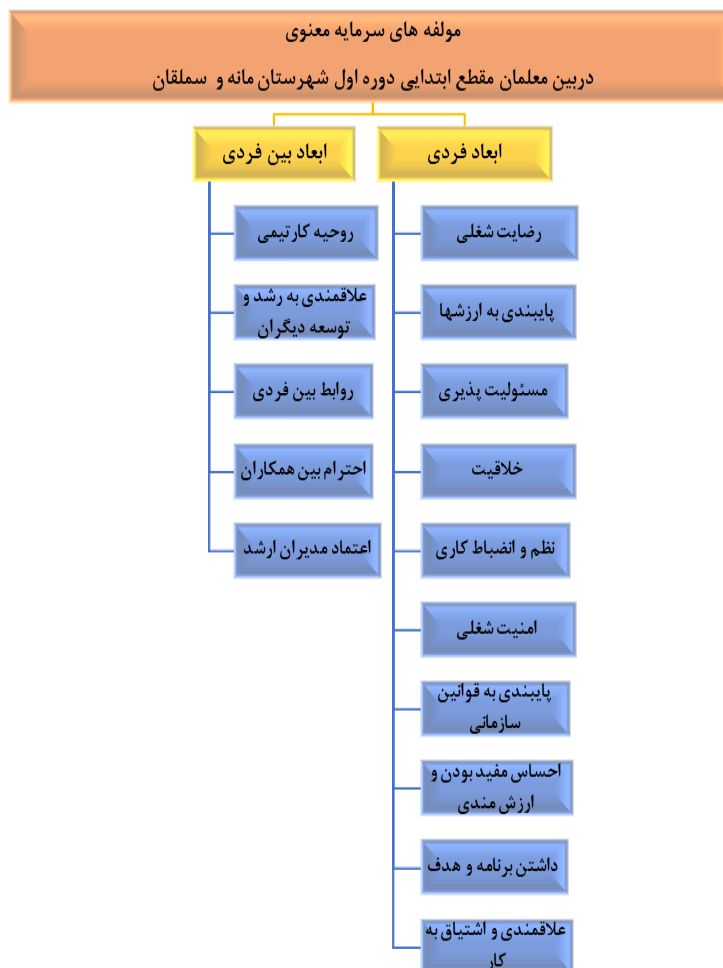 مولفه های سرمایه معنوی
دربین معلمان مقطع ابتدایی دوره اول شهرستان مانه و سملقان
ابعاد فردی
رضایت شغلی
پایبندی به ارزشها
مسئولیت پذیری
خلاقیت
نظم و انضباط کاری
امنیت شغلی
پایبندی به قوانین
سازمانی
احساس مفید بودن و
ارزش مندی
داشتن برنامه و هدف
علاقمندی و اشتیاق به
کار
ابعاد بین فردی
روحیه کارتیمی
علاقمندی به رشد و
توسعه دیگران
روابط بین فردی
احترام بین همکاران
اعتماد مدیران ارشد